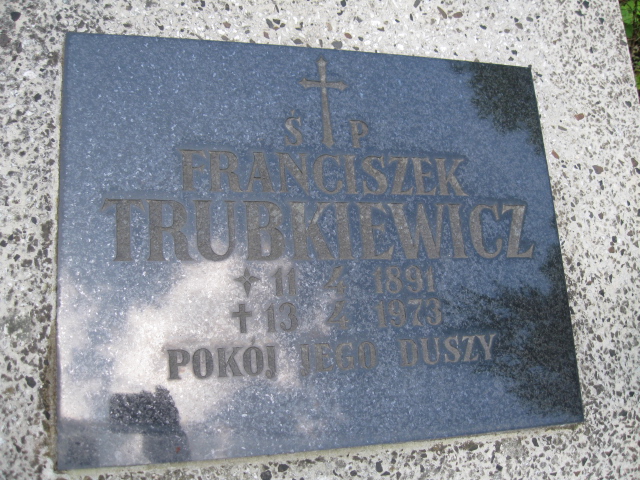 Ś P
FRANCISZEK
TRUBKIEWICZ
11 4 1891
✝ 13 4 1973
POKÓJ JEGO DUSZY